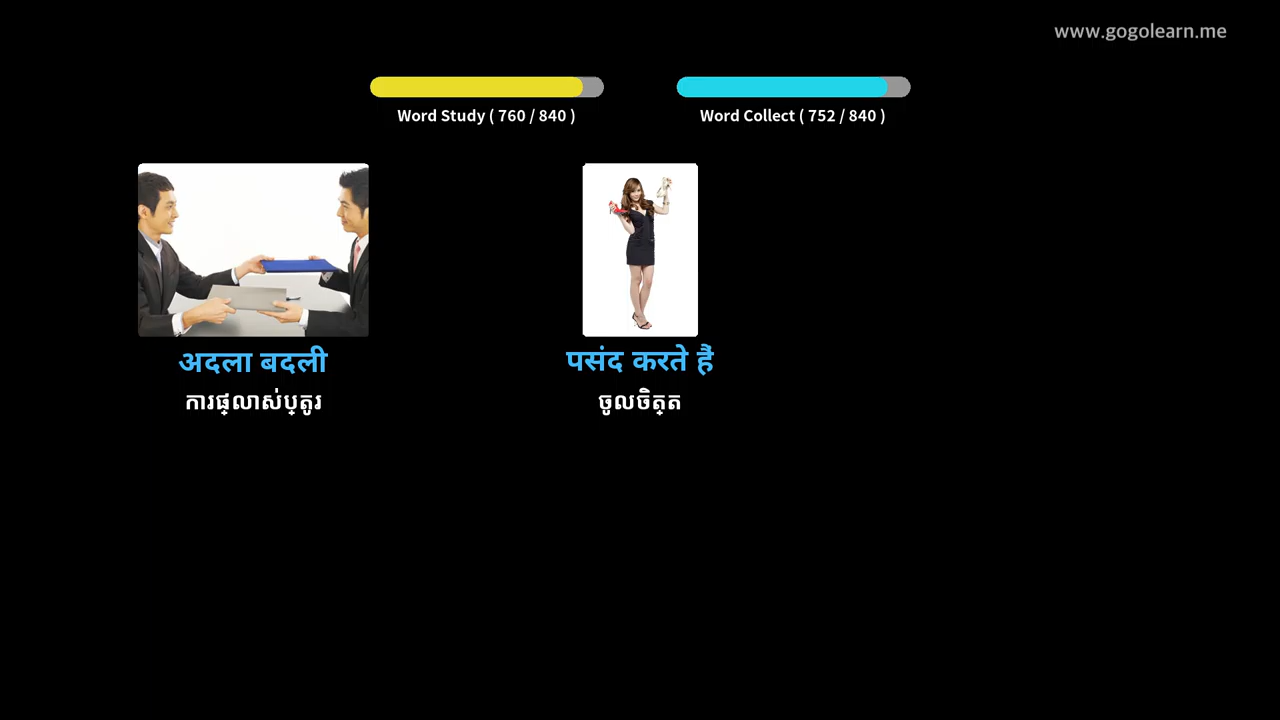 www.gogolearn.me
Word Study ( 760 / 840 )
Word Collect ( 752 / 840 )
अदला बदली
ការផ្លាស់ប្តូរ
पसंद करते हैं
ចូលចិត្ត